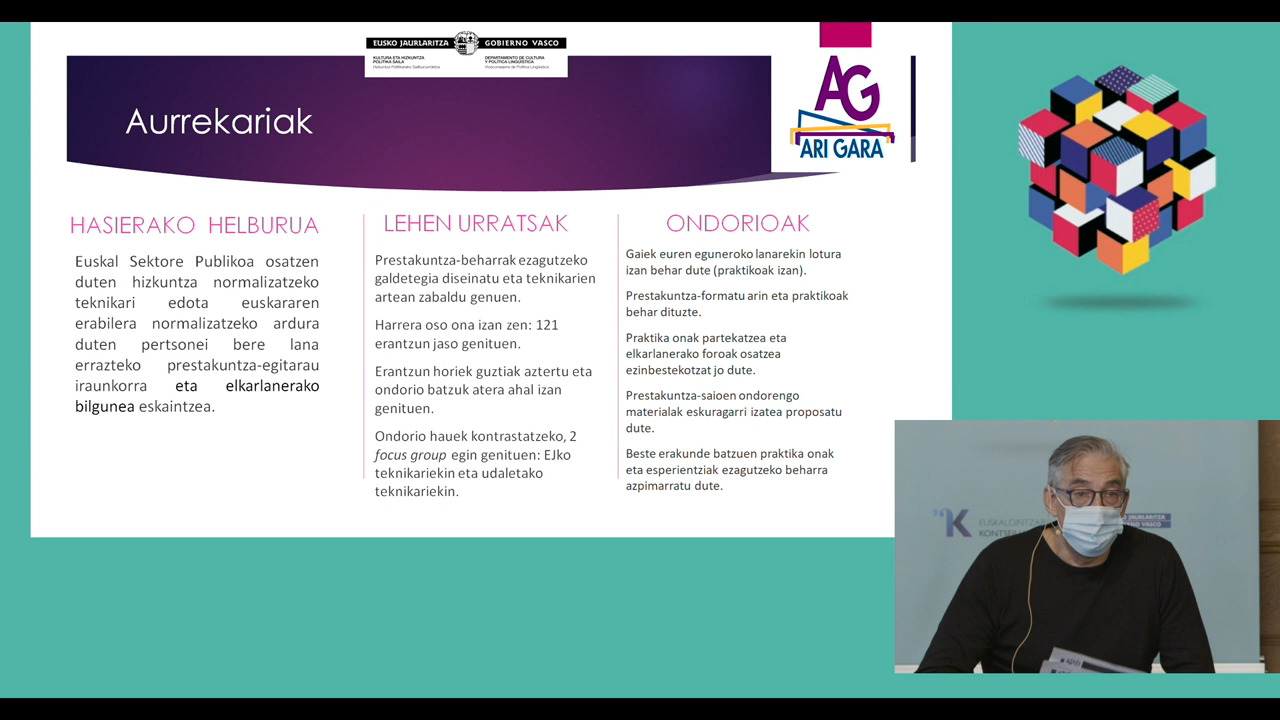 EUSKO JAURLARITZA
GOBIERNO VASCO
KULTURA ETA HIZKUNTZA
POLITIKA SAILA
Hizkuntza Politikarako Sailburuordetza
DEPARTAMENTO DE CULTURA
Y POLÍTICA LINGÜÍSTICA
Viceconsejería de Política Lingüística
AG
ARI GARA
Aurrekariak
HASIERAKO HELBURUA
Euskal Sektore Publikoa osatzen
duten hizkuntza normalizatzeko
teknikari edota euskararen
erabilera normalizatzeko ardura
duten pertsonei bere lana
errazteko prestakuntza-egitarau
iraunkorra eta elkarlanerako
bilgunea eskaintzea.
LEHEN URRATSAK
Prestakuntza-beharrak ezagutzeko
galdetegia diseinatu eta teknikarien
artean zabaldu genuen.
Harrera oso ona izan zen: 121
erantzun jaso genituen.
Erantzun horiek guztiak aztertu eta
ondorio batzuk atera ahal izan
genituen.
Ondorio hauek kontrastatzeko, 2
focus group egin genituen: EJko
teknikariekin eta udaletako
teknikariekin.
ONDORIOAK
Gaiek euren eguneroko lanarekin lotura
izan behar dute (praktikoak izan).
Prestakuntza-formatu arin eta praktikoak
behar dituzte.
Praktika onak partekatzea eta
elkarlanerako foroak osatzea
ezinbestekotzat jo dute.
Prestakuntza-saioen ondorengo
materialak eskuragarri izatea proposatu
dute.
Beste erakunde batzuen praktika onak
eta esperientziak ezagutzeko beharra
azpimarratu dute.
K